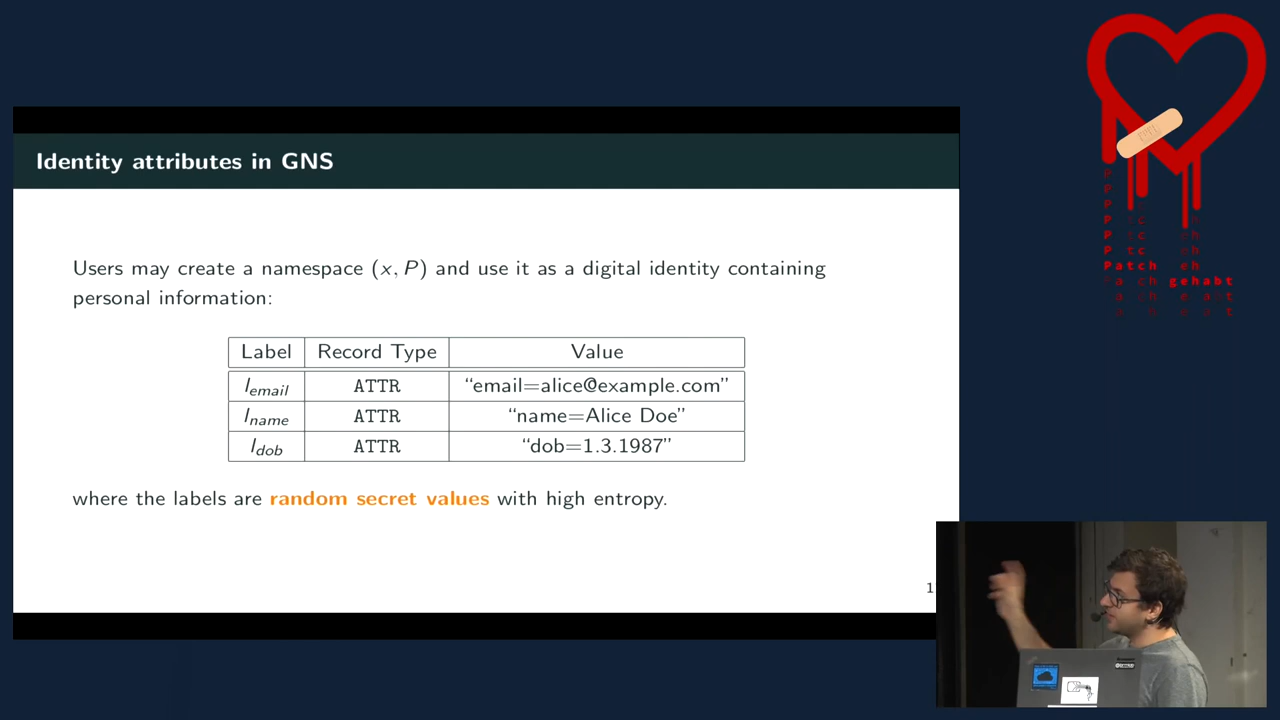 Identity attributes in GNS
Users may create a namespace (x, P) and use it as a digital identity containing
personal information:
Label Record Type Value
l_email ATTR “email=alice@example.com”
l_name ATTR “name=Alice Doe”
l_dob ATTR “dob=1.3.1987”
where the labels are random secret values with high entropy.
1
Patch
gehabt